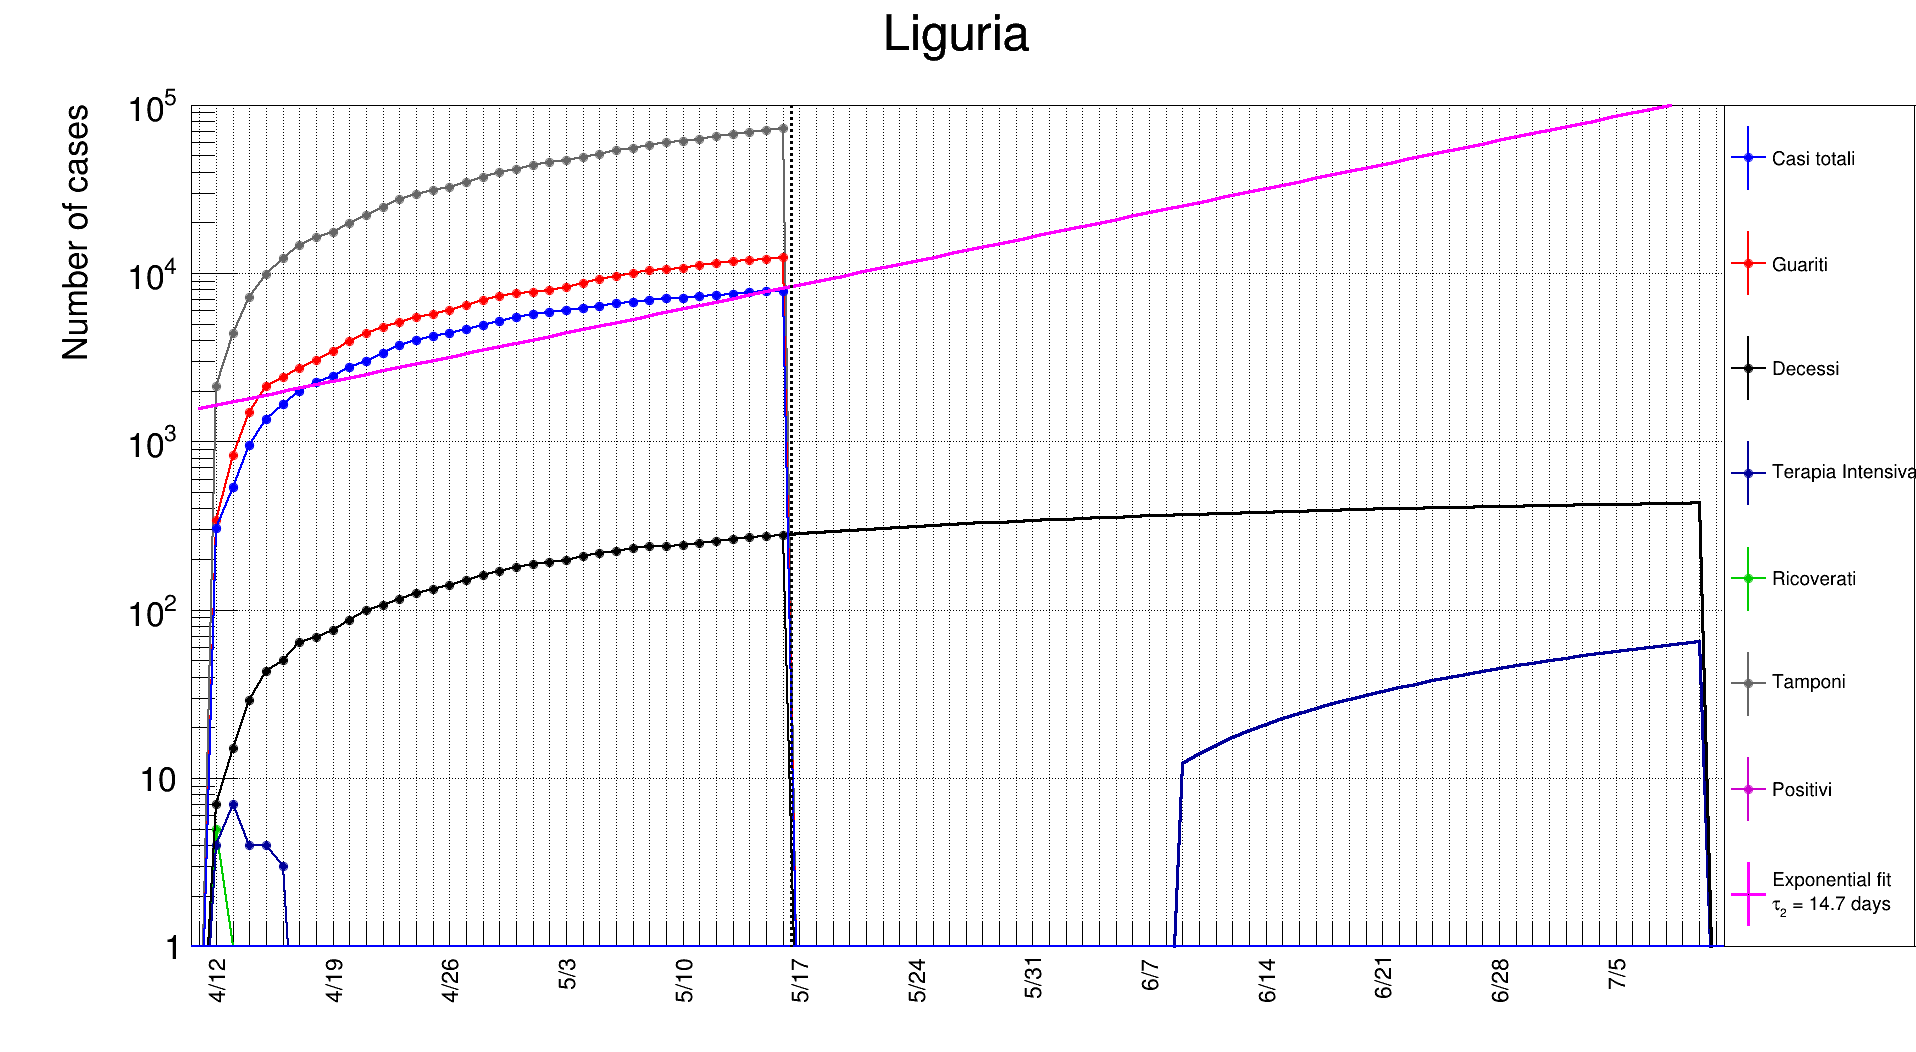 Liguria
Number of cases
10^5
10^4
10^3
10^2
10
1
4/12
4/19
4/26
5/3
5/10
5/17
5/24
5/31
6/7
6/14
6/21
6/28
7/5
Casi totali
Guariti
Decessi
Terapia Intensiva
Ricoverati
Tamponi
Positivi
Exponential fit
τ₂ = 14.7 days